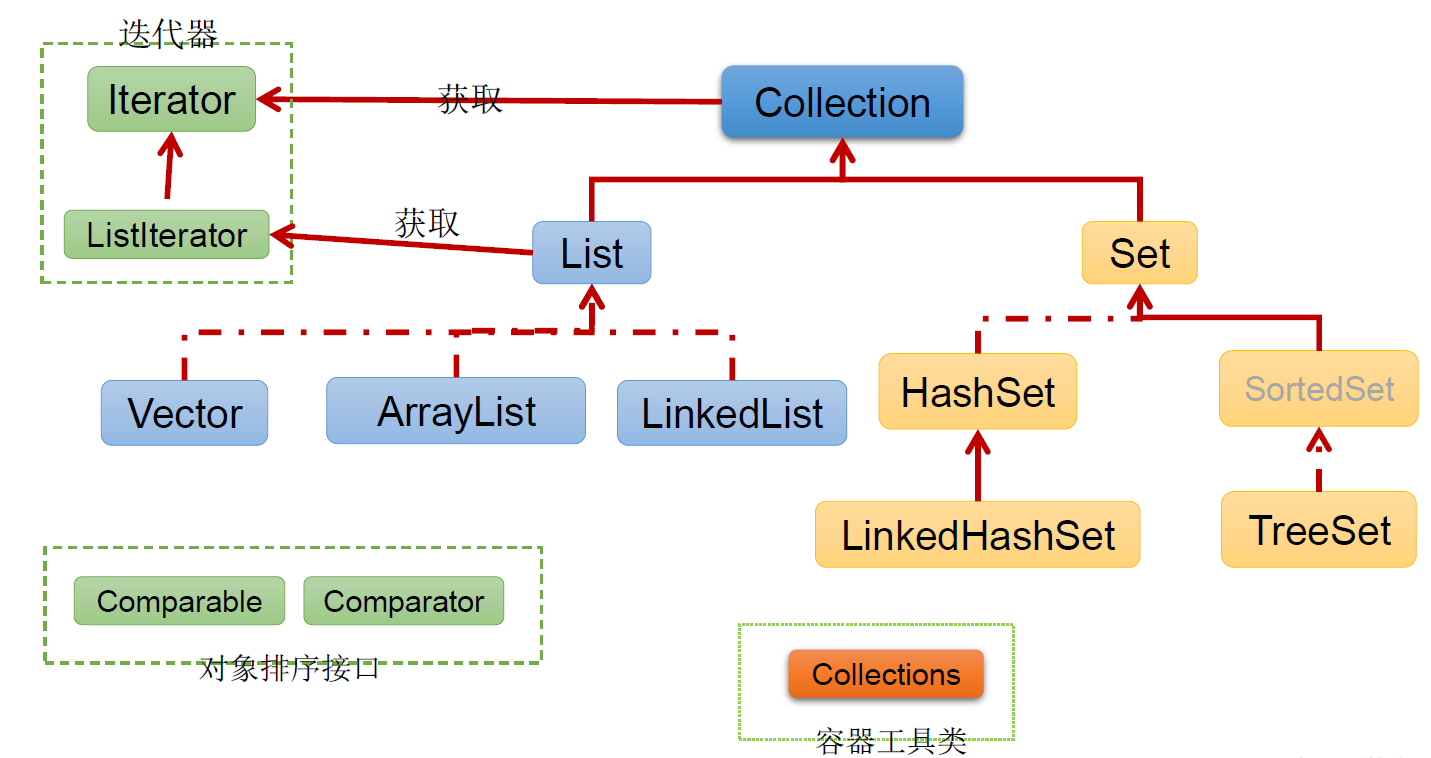 迭代器
Iterator
获取
Collection
ListIterator
获取
List
Set
Vector
ArrayList
LinkedList
HashSet
SortedSet
LinkedHashSet
TreeSet
Comparable
Comparator
对象排序接口
Collections
容器工具类